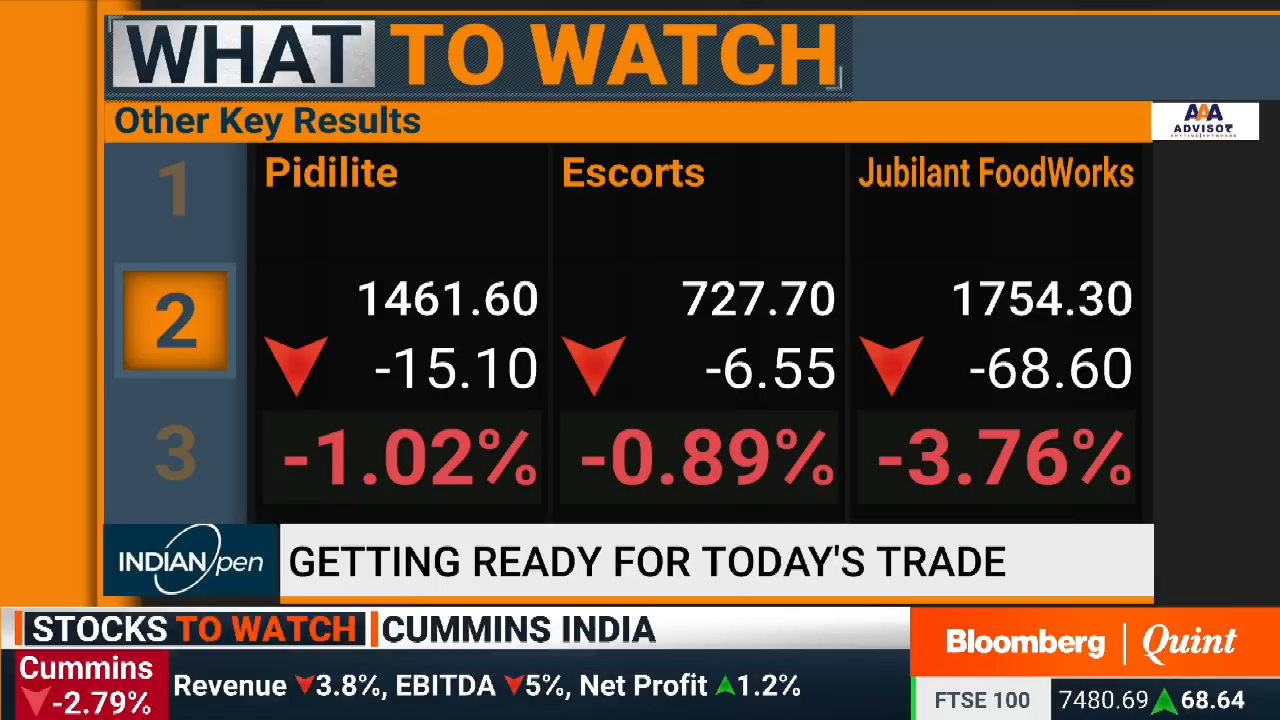 WHAT TO WATCH
Other Key Results
AAA
ADVISOR
1
2
3
Pidilite
1461.60
-15.10
-1.02%
Escorts
727.70
-6.55
-0.89%
Jubilant FoodWorks
1754.30
-68.60
-3.76%
INDIAN Open
GETTING READY FOR TODAY'S TRADE
STOCKS TO WATCH
CUMMINS INDIA
Bloomberg | Quint
Cummins
-2.79%
Revenue ▼3.8%, EBITDA ▼5%, Net Profit ▲1.2%
FTSE 100 7480.69 ▲68.64